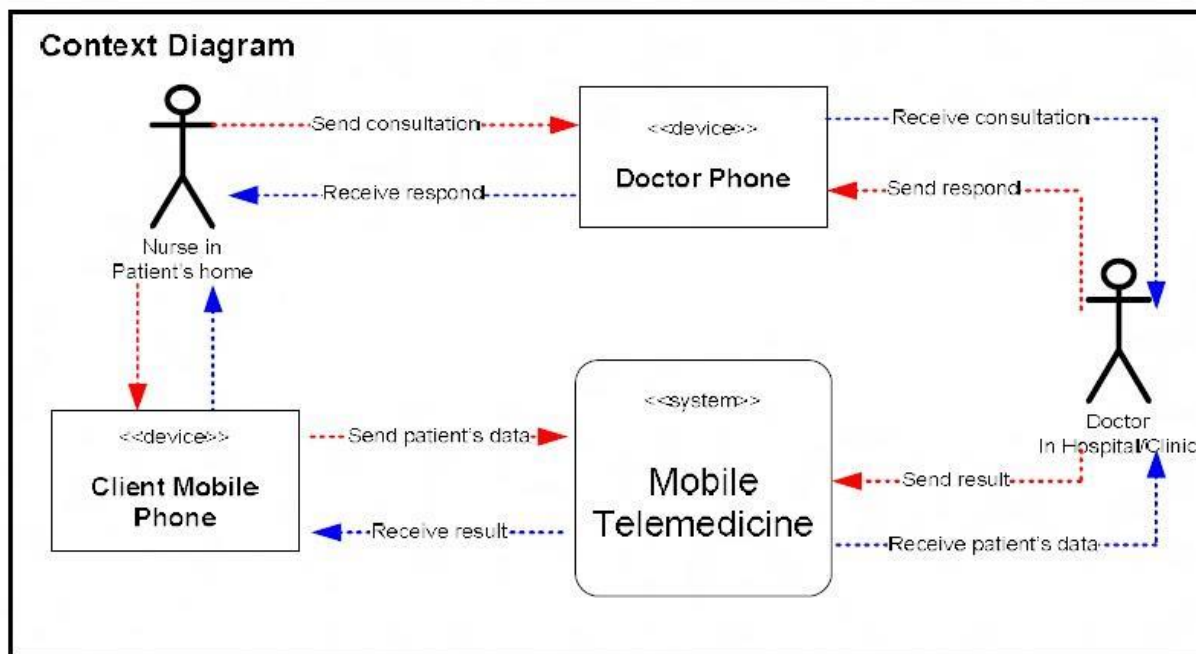 Context Diagram
Send consultation
<<device>>
Doctor Phone
Receive consultation
Receive respond
Send respond
Nurse in
Patient's home
<<device>>
Client Mobile
Phone
Send patient's data
Receive result
<<system>>
Mobile
Telemedicine
Doctor
In Hospital/Clinic
Send result
Receive patient's data